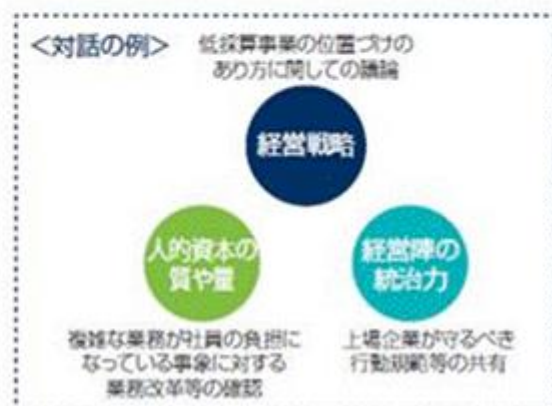 <対話の例>
低採算事業の位置づけの
あり方に関しての議論
経営戦略
人的資本の
質や量
経営陣の
統治力
複雑な業務が社員の負担に
なっている事象に対する
業務改革等の確認
上場企業が守るべき
行動規範等の共有